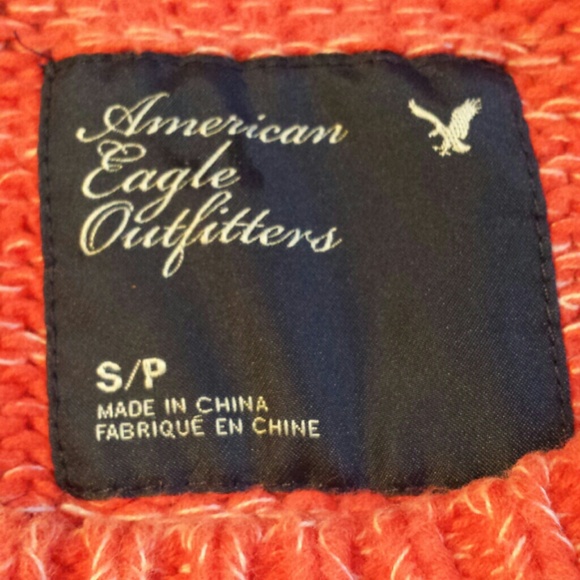 American
Eagle
Outfitters
S/P
MADE IN CHINA
FABRIQUÉ EN CHINE